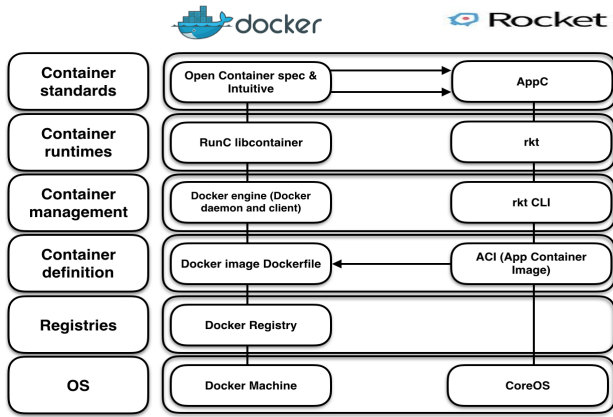 docker
Rocket
Container
standards
Open Container spec &
Intuitive
AppC
Container
runtimes
RunC libcontainer
rkt
Container
management
Docker engine (Docker
daemon and client)
rkt CLI
Container
definition
Docker image Dockerfile
ACI (App Container
Image)
Registries
Docker Registry
OS
Docker Machine
CoreOS